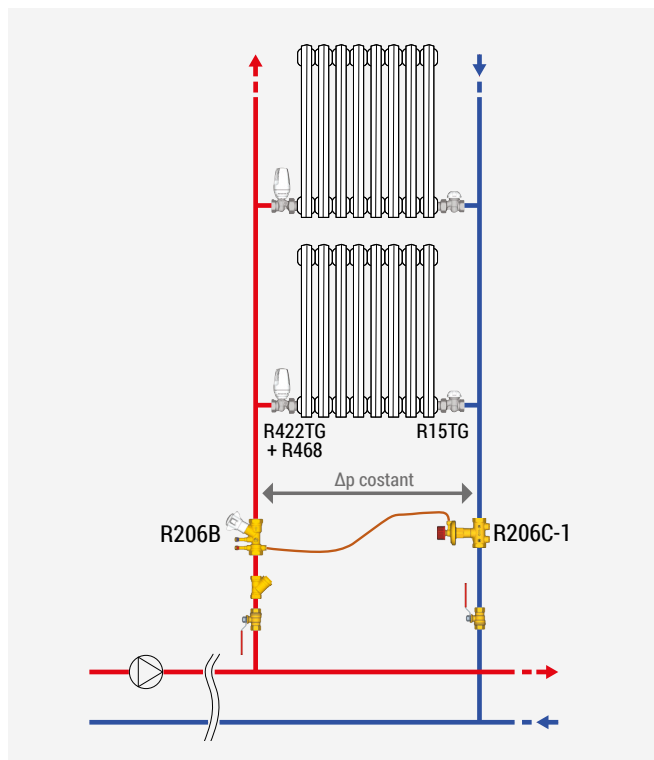 R422TG
+ R468
R15TG
Δp costant
R206B
R206C-1